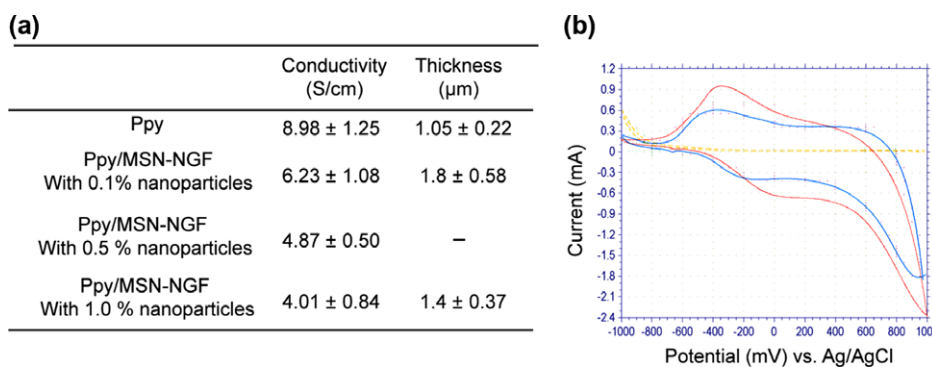 (a)
Conductivity Thickness
(S/cm) (μm)
Ppy 8.98 ± 1.25 1.05 ± 0.22
Ppy/MSN-NGF
With 0.1% nanoparticles 6.23 ± 1.08 1.8 ± 0.58
Ppy/MSN-NGF
With 0.5 % nanoparticles 4.87 ± 0.50 –
Ppy/MSN-NGF
With 1.0 % nanoparticles 4.01 ± 0.84 1.4 ± 0.37
(b)
Current (mA)
1.2
0.9
0.6
0.3
0
-0.3
-0.6
-0.9
-1.2
-1.5
-1.8
-2.1
-2.4
-1000 -800 -600 -400 -200 0 200 400 600 800 100
Potential (mV) vs. Ag/AgCl